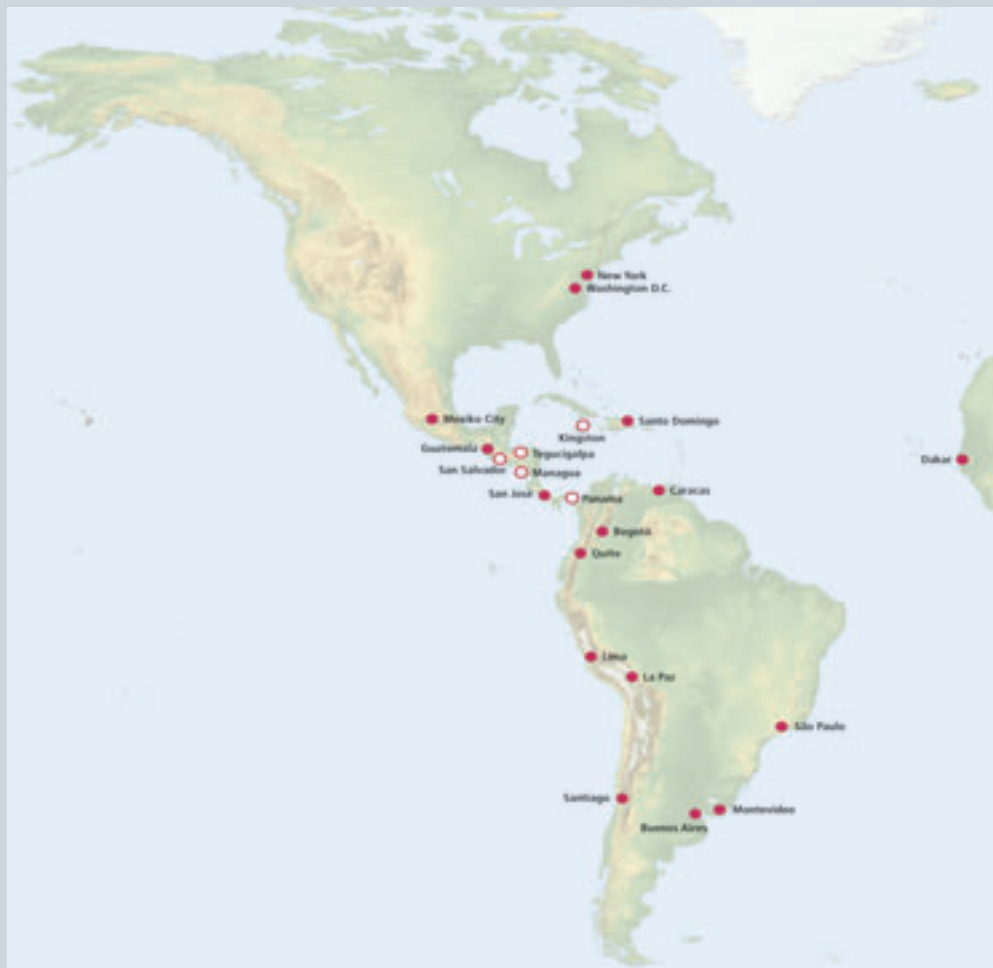 New York
Washington D.C.
Mexiko City
Santo Domingo
Kingston
Guatemala
Tegucigalpa
Dakar
San Salvador
Managua
San José
Panama
Caracas
Bogotá
Quito
Lima
La Paz
São Paulo
Santiago
Montevideo
Buenos Aires